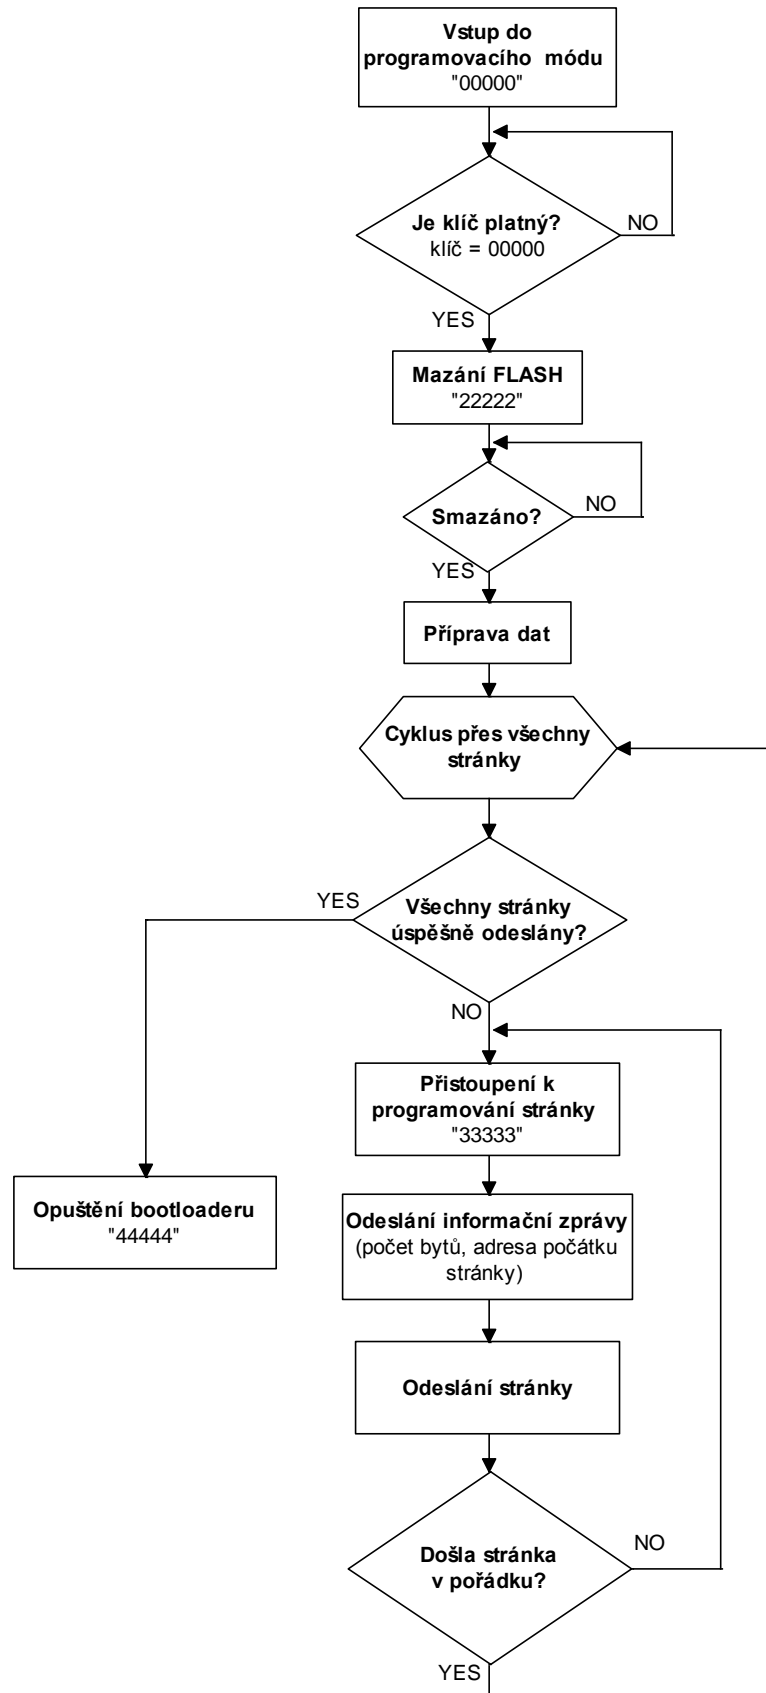 Vstup do
programovacího módu
"00000"
Je klíč platný?
klíč = 00000
NO
YES
Mazání FLASH
"22222"
Smazáno?
NO
YES
Příprava dat
Cyklus přes všechny
stránky
YES
Všechny stránky
úspěšně odeslány?
NO
Přistoupení k
programování stránky
"33333"
Opuštění bootloaderu
"44444"
Odeslání informační zprávy
(počet bytů, adresa počátku
stránky)
Odeslání stránky
Došla stránka
v pořádku?
NO
YES